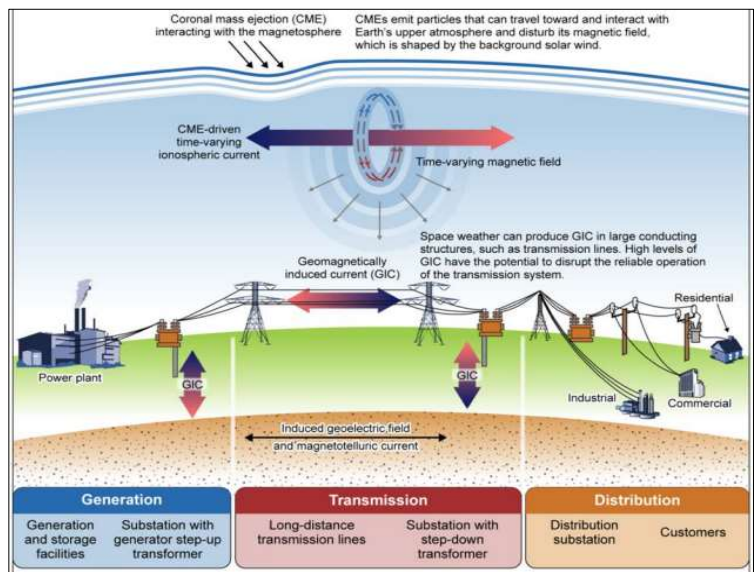 Coronal mass ejection (CME)
interacting with the magnetosphere
CMEs emit particles that can travel toward and interact with
Earth's upper atmosphere and disturb its magnetic field,
which is shaped by the background solar wind.
CME-driven
time-varying
ionospheric current
Time-varying magnetic field
Space weather can produce GIC in large conducting
structures, such as transmission lines. High levels of
GIC have the potential to disrupt the reliable operation
of the transmission system.
Geomagnetically
induced current (GIC)
Residential
Power plant
GIC
GIC
Industrial
Commercial
Induced geoelectric field
and magnetotelluric current
Generation
Transmission
Distribution
Generation
and storage
facilities
Substation with
generator step-up
transformer
Long-distance
transmission lines
Substation with
step-down
transformer
Distribution
substation
Customers